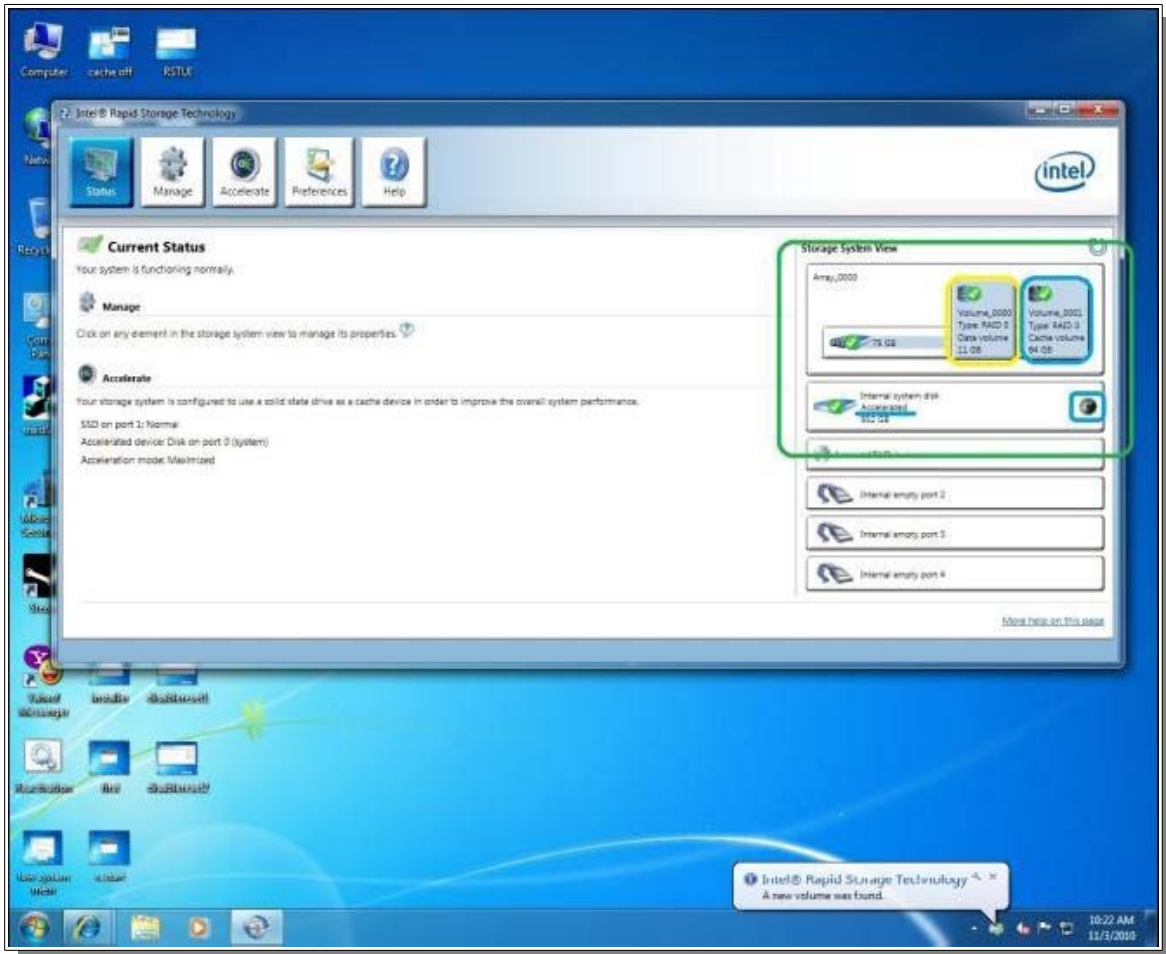 Computer
cache off
RSTUI
Intel® Rapid Storage Technology
Status
Manage
Accelerate
Preferences
Help
intel
Current Status
Your system is functioning normally.
Manage
Click on any element in the storage system view to manage its properties.
Accelerate
Your storage system is configured to use a solid state drive as a cache device in order to improve the overall system performance.
SSD on port 1: Normal
Accelerated device: Disk on port 0 (system)
Acceleration mode: Maximized
Storage System View
Array_0000
75 GB
Volume_0000
Type: RAID 0
Data volume
11 GB
Volume_0001
Type: RAID 0
Cache volume
64 GB
Internal system disk
Accelerated
Internal empty port 2
Internal empty port 3
Internal empty port 4
More help on this page
Intel® Rapid Storage Technology
A new volume was found.
10:22 AM
11/3/2010